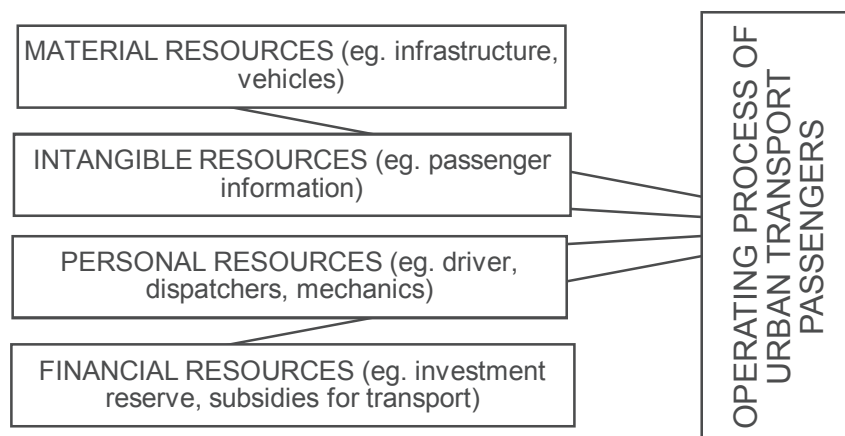 MATERIAL RESOURCES (eg. infrastructure,
vehicles)
INTANGIBLE RESOURCES (eg. passenger
information)
PERSONAL RESOURCES (eg. driver,
dispatchers, mechanics)
FINANCIAL RESOURCES (eg. investment
reserve, subsidies for transport)
OPERATING PROCESS OF
URBAN TRANSPORT
PASSENGERS